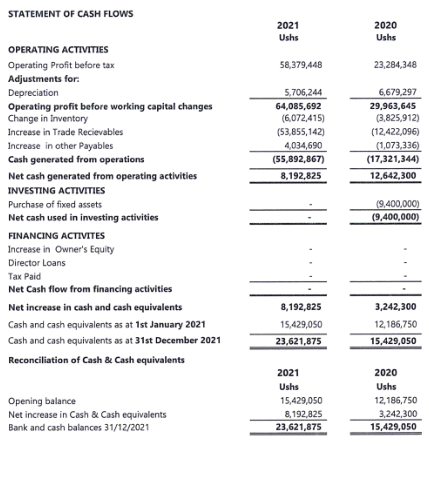 STATEMENT OF CASH FLOWS
2021 2020
Ushs Ushs
OPERATING ACTIVITIES
Operating Profit before tax 58,379,448 23,284,348
Adjustments for:
Depreciation 5,706,244 6,679,297
Operating profit before working capital changes 64,085,692 29,963,645
Change in Inventory (6,072,415) (3,825,912)
Increase in Trade Recievables (53,855,142) (12,422,096)
Increase in other Payables 4,034,690 (1,073,336)
Cash generated from operations (55,892,867) (17,321,344)
Net cash generated from operating activities 8,192,825 12,642,300
INVESTING ACTIVITIES
Purchase of fixed assets - (9,400,000)
Net cash used in investing activities - (9,400,000)
FINANCING ACTIVITES
Increase in Owner's Equity - -
Director Loans - -
Tax Paid - -
Net Cash flow from financing activities - -
Net increase in cash and cash equivalents 8,192,825 3,242,300
Cash and cash equivalents as at 1st January 2021 15,429,050 12,186,750
Cash and cash equivalents as at 31st December 2021 23,621,875 15,429,050
Reconciliation of Cash & Cash equivalents
2021 2020
Ushs Ushs
Opening balance 15,429,050 12,186,750
Net increase in Cash & Cash equivalents 8,192,825 3,242,300
Bank and cash balances 31/12/2021 23,621,875 15,429,050